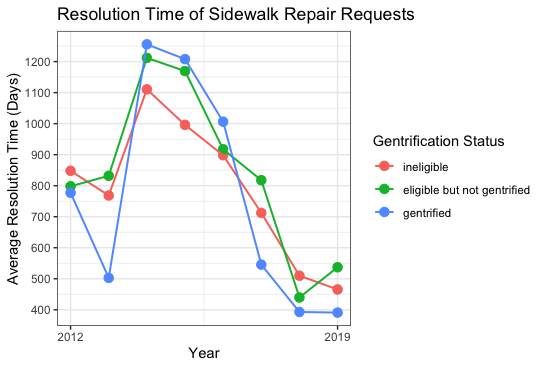 Resolution Time of Sidewalk Repair Requests
Average Resolution Time (Days)
1200
1100
1000
900
800
700
600
500
400
2012
2019
Year
Gentrification Status
ineligible
eligible but not gentrified
gentrified